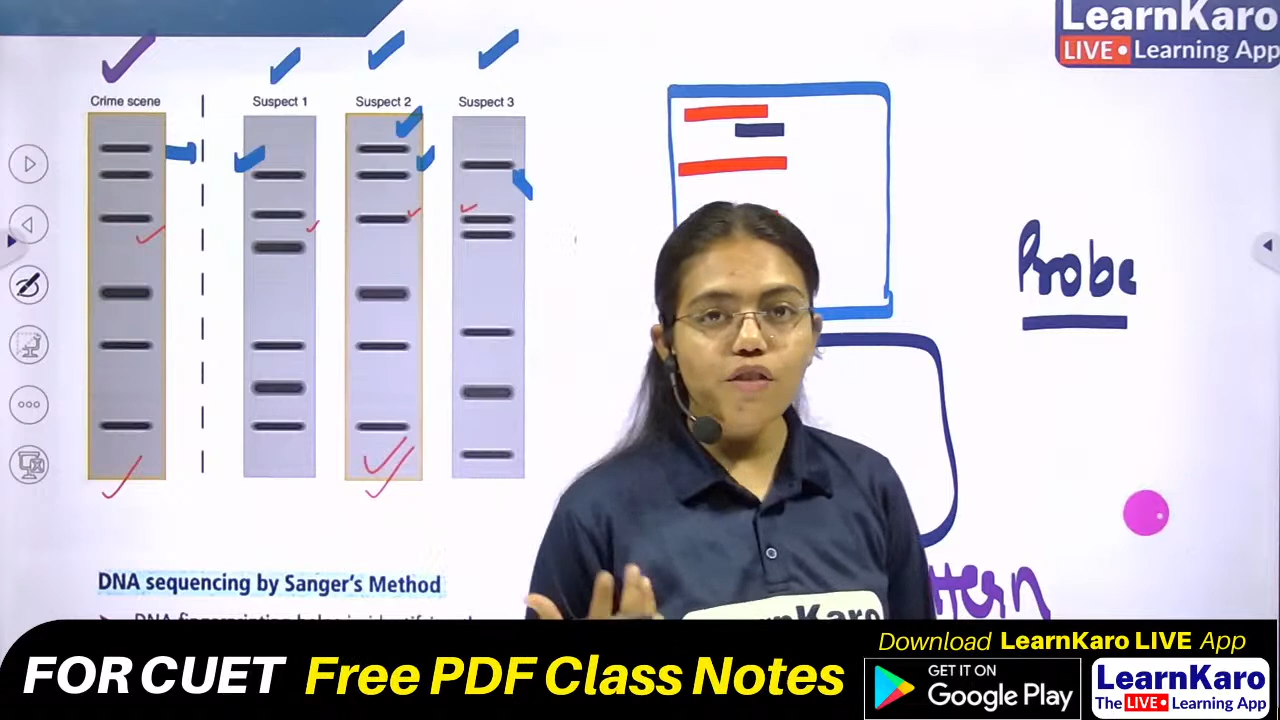 LearnKaro
LIVE • Learning App
Crime scene
Suspect 1
Suspect 2
Suspect 3
Probe
DNA sequencing by Sanger's Method
LearnKaro
FOR CUET Free PDF Class Notes
Download LearnKaro LIVE App
GET IT ON
Google Play
LearnKaro
The LIVE • Learning App